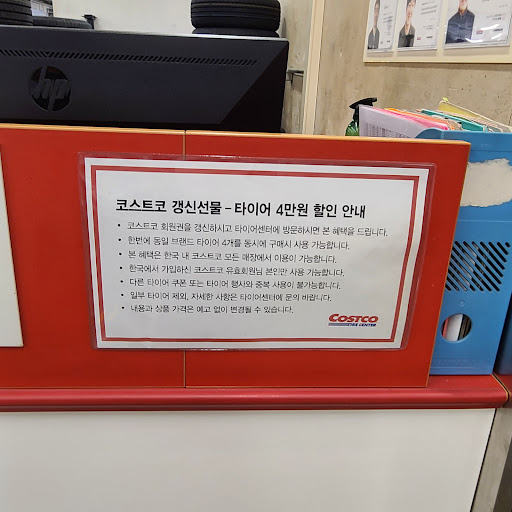 hp
코스트코 갱신선물 – 타이어 4만원 할인 안내
• 코스트코 회원권을 갱신하시고 타이어센터에 방문하시면 본 혜택을 드립니다.
• 한번에 동일 브랜드 타이어 4개를 동시에 구매시 사용 가능합니다.
• 본 혜택은 한국 내 코스트코 모든 매장에서 이용이 가능합니다.
• 한국에서 가입하신 코스트코 유효회원님 본인만 사용 가능합니다.
• 다른 타이어 쿠폰 또는 타이어 행사와 중복 사용이 불가능합니다.
• 일부 타이어 제외, 자세한 사항은 타이어센터에 문의 바랍니다.
• 내용과 상품 가격은 예고 없이 변경될 수 있습니다.
COSTCO
TIRE CENTER